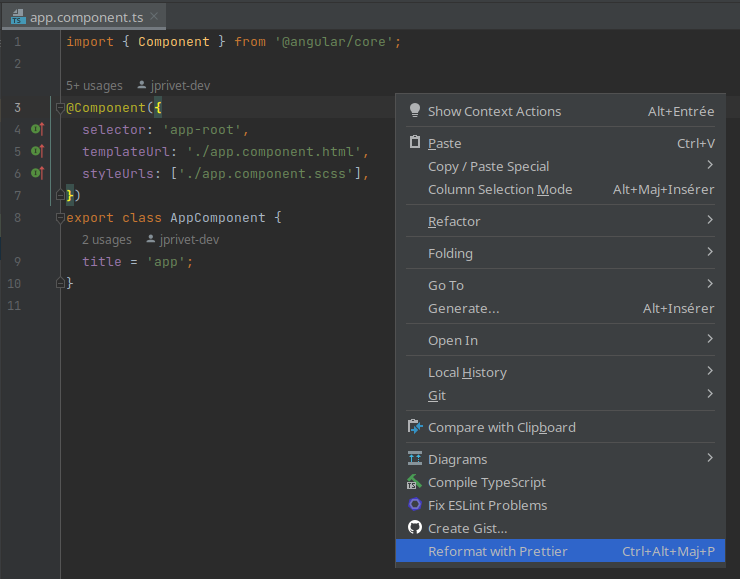 app.component.ts
1 import { Component } from '@angular/core';
2
5+ usages jprivet-dev
3 @Component({
4 selector: 'app-root',
5 templateUrl: './app.component.html',
6 styleUrls: ['./app.component.scss'],
7 })
8 export class AppComponent {
2 usages jprivet-dev
9 title = 'app';
10 }
11
Show Context Actions Alt+Entrée
Paste Ctrl+V
Copy / Paste Special
Column Selection Mode Alt+Maj+Insérer
Refactor
Folding
Go To
Generate... Alt+Insérer
Open In
Local History
Git
Compare with Clipboard
Diagrams
Compile TypeScript
Fix ESLint Problems
Create Gist...
Reformat with Prettier Ctrl+Alt+Maj+P